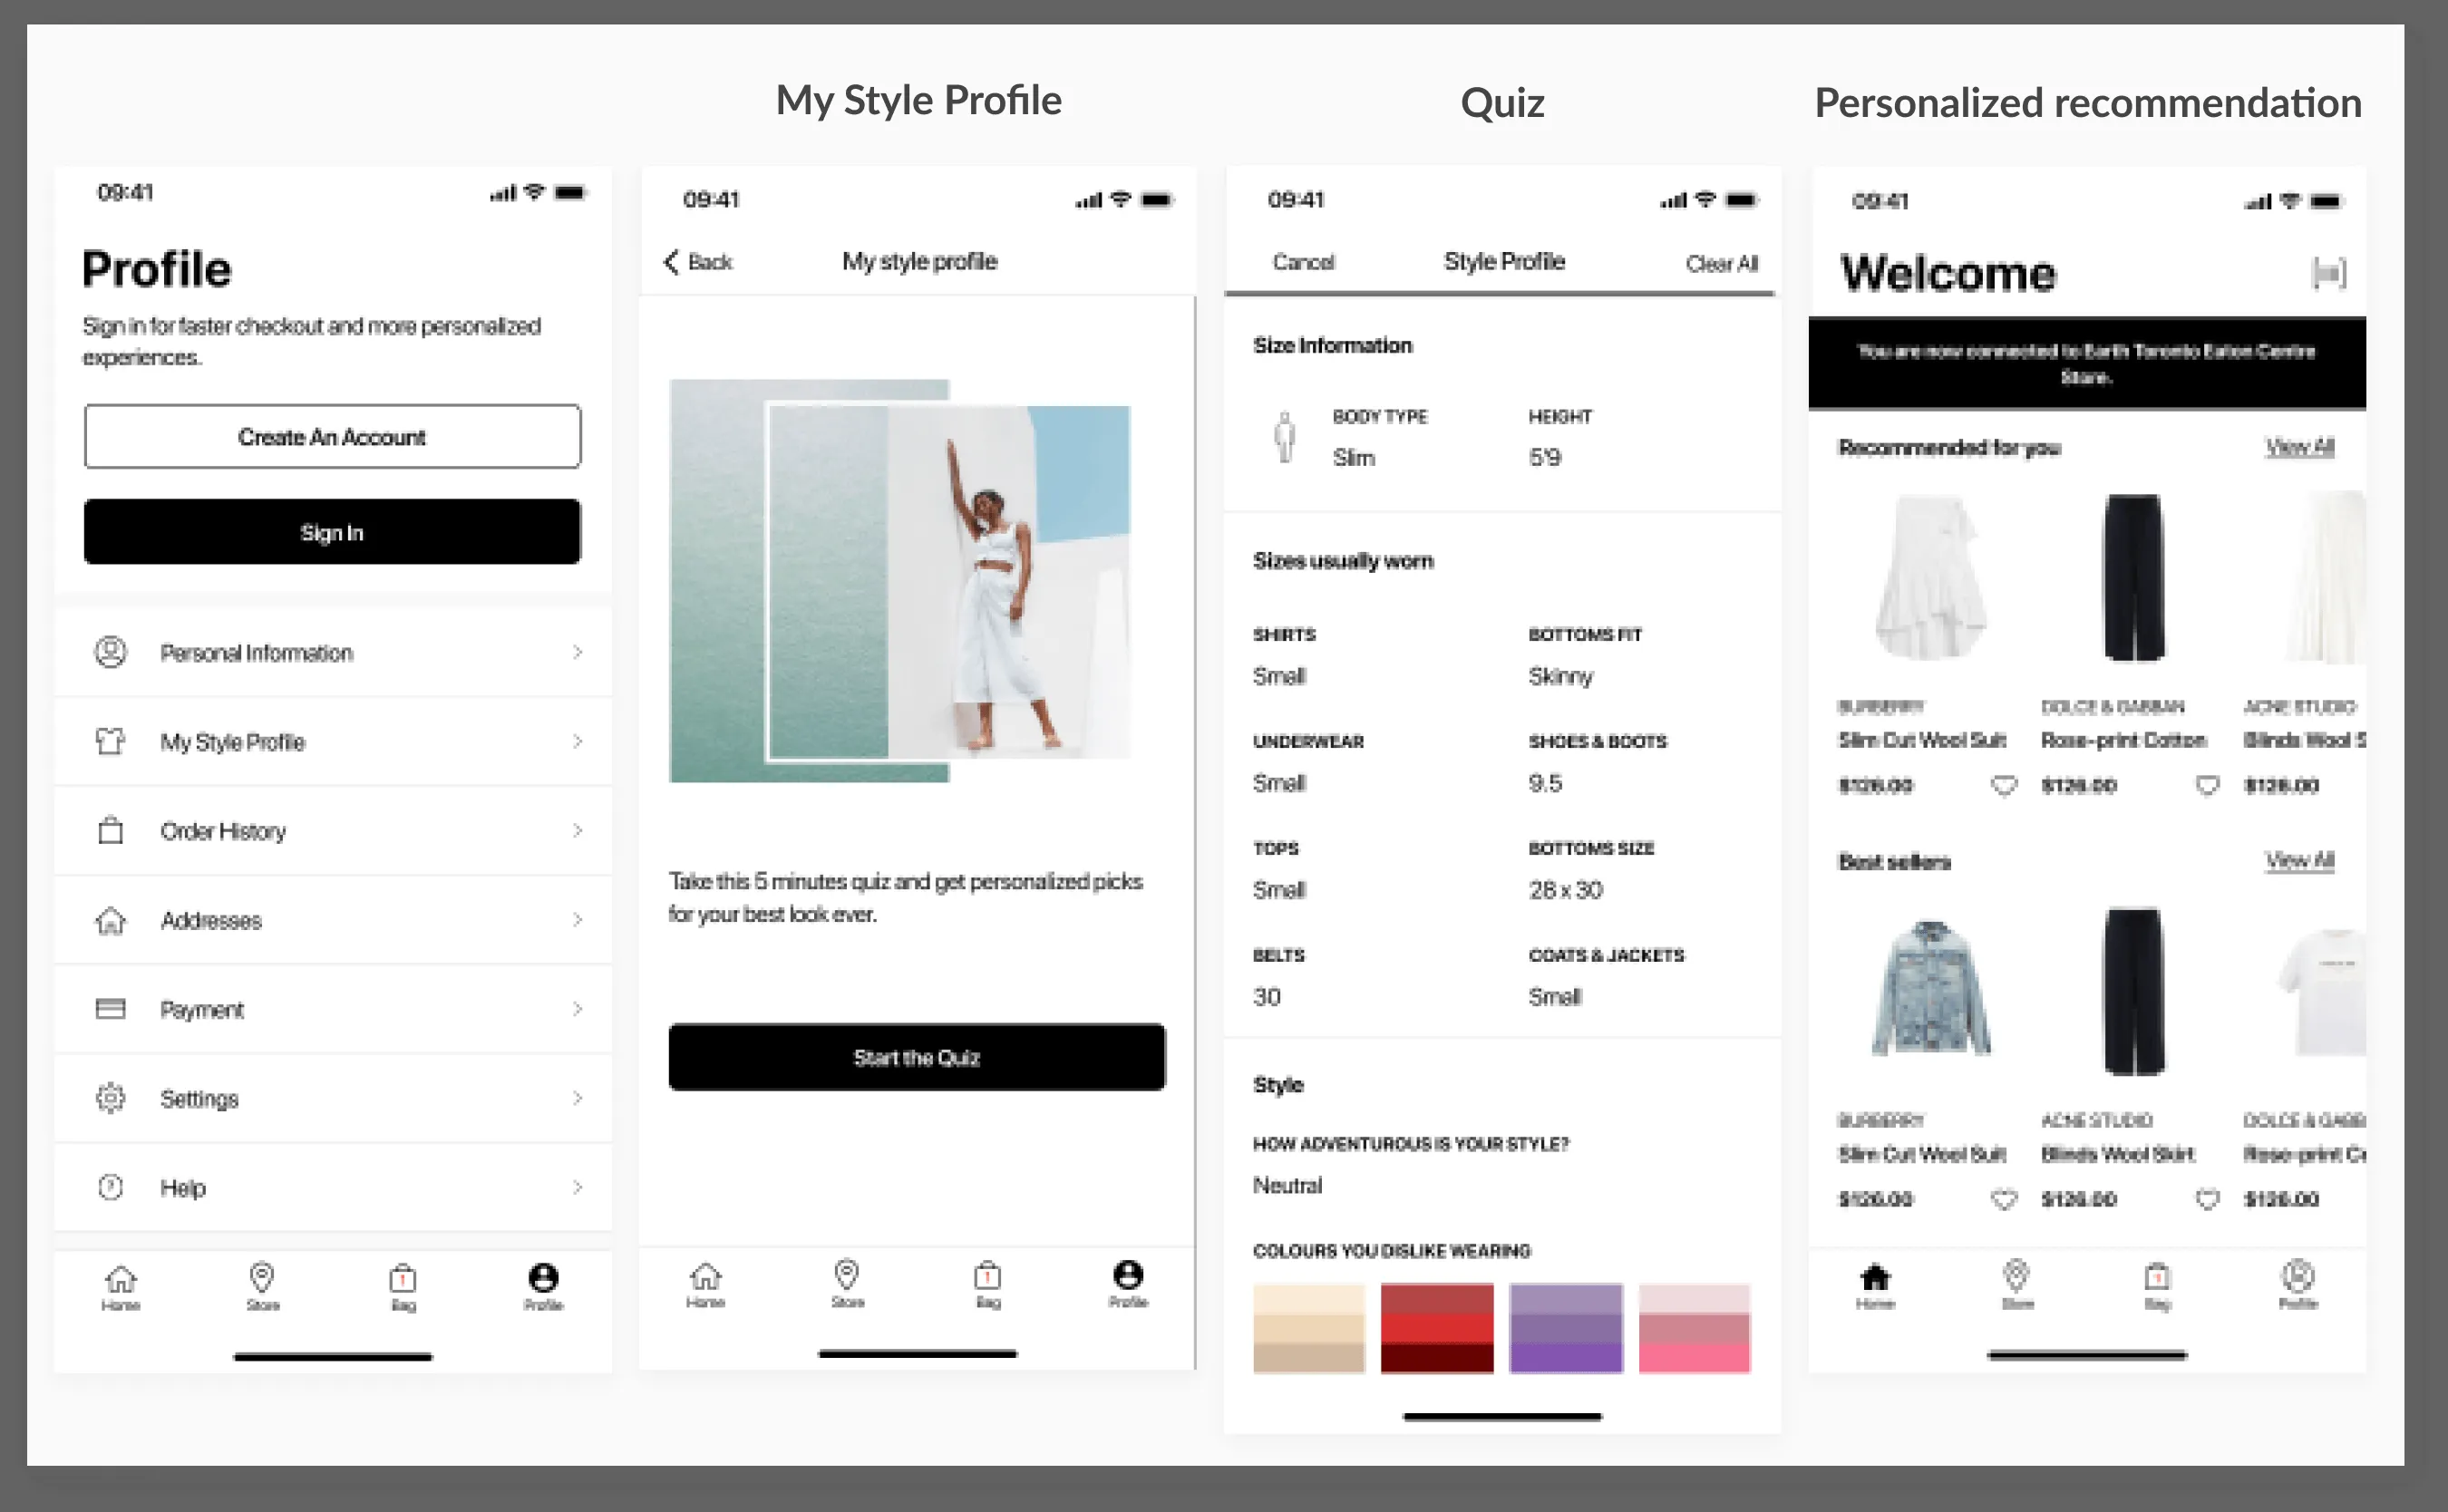 My Style Profile
Quiz
Personalized recommendation
09:41
Profile
Sign in for faster checkout and more personalized
experiences.
Create An Account
Sign In
Personal Information
My Style Profile
Order History
Addresses
Payment
Settings
Help
Home
Store
Bag
1
Profile
09:41
Back
My style profile
Take this 5 minutes quiz and get personalized picks
for your best look ever.
Start the Quiz
Home
Store
Bag
1
Profile
09:41
Cancel
Style Profile
Clear All
Size Information
BODY TYPE
HEIGHT
Slim
5'9
Sizes usually worn
SHIRTS
BOTTOMS FIT
Small
Skinny
UNDERWEAR
SHOES & BOOTS
Small
9.5
TOPS
BOTTOMS SIZE
Small
28 x 30
BELTS
COATS & JACKETS
30
Small
Style
HOW ADVENTUROUS IS YOUR STYLE?
Neutral
COLOURS YOU DISLIKE WEARING
09:41
Welcome
You are now connected to Earth Toronto Eaton Centre
Store.
Recommended for you
View All
BURBERRY
DOLCE & GABBAN
ACNE STUDIO
Slim Cut Wool Suit
Rose-print Cotton
Blinds Wool S
$126.00
$126.00
$126.00
Best sellers
View All
BURBERRY
ACNE STUDIO
DOLCE & GABB
Slim Cut Wool Suit
Blinds Wool Skirt
Rose-print Co
$126.00
$126.00
$126.00
Home
Store
Bag
1
Profile